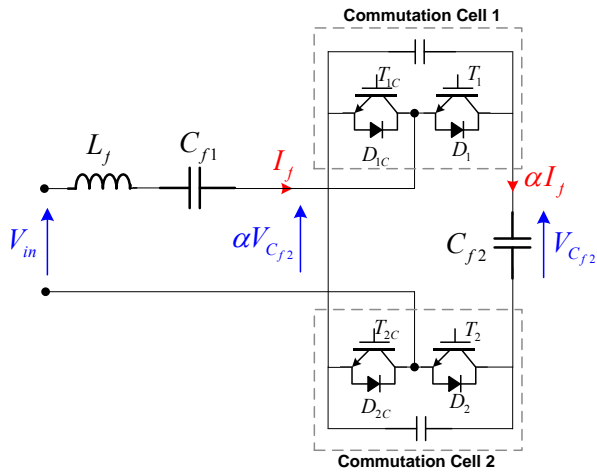 Commutation Cell 1
T1C
T1
D1C
D1
Lf
Cf1
If
αIf
Vin
αVCf2
Cf2
VCf2
T2C
T2
D2C
D2
Commutation Cell 2